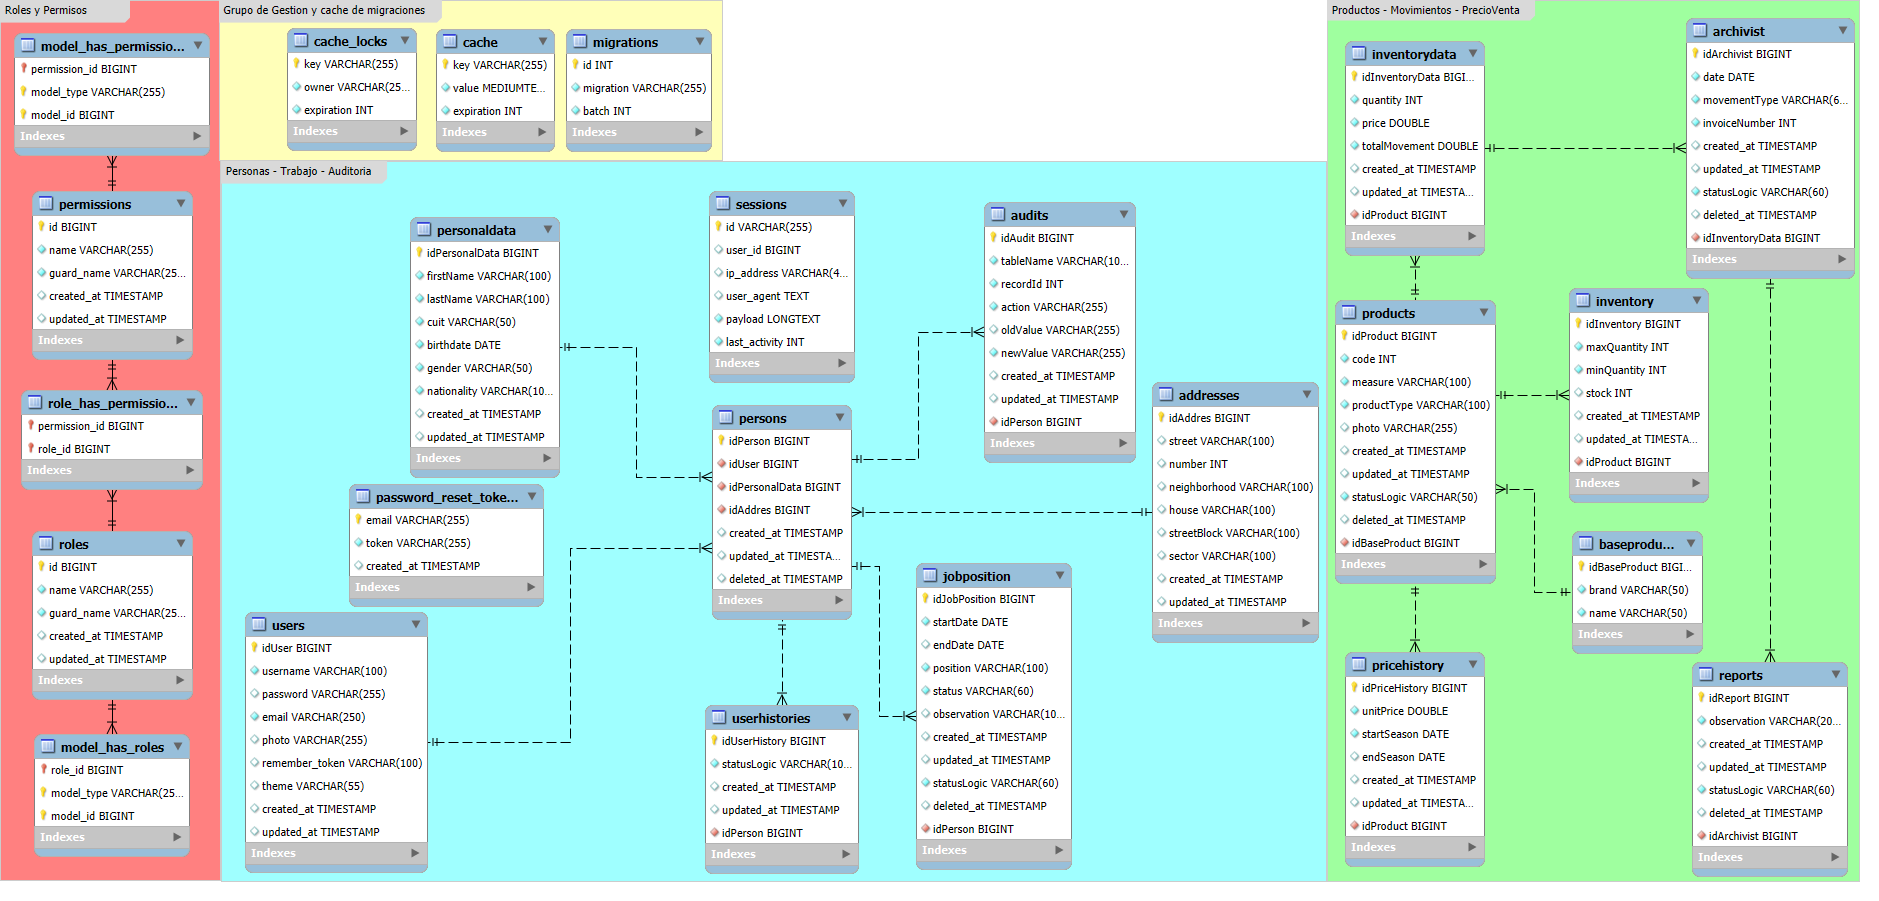 Roles y Permisos
model_has_permissio...
permission_id BIGINT
model_type VARCHAR(255)
model_id BIGINT
Indexes
permissions
id BIGINT
name VARCHAR(255)
guard_name VARCHAR(25...
created_at TIMESTAMP
updated_at TIMESTAMP
Indexes
role_has_permissio...
permission_id BIGINT
role_id BIGINT
Indexes
roles
id BIGINT
name VARCHAR(255)
guard_name VARCHAR(25...
created_at TIMESTAMP
updated_at TIMESTAMP
Indexes
model_has_roles
role_id BIGINT
model_type VARCHAR(25...
model_id BIGINT
Indexes
Grupo de Gestion y cache de migraciones
cache_locks
key VARCHAR(255)
owner VARCHAR(25...
expiration INT
Indexes
cache
key VARCHAR(255)
value MEDIUMTE...
expiration INT
Indexes
migrations
id INT
migration VARCHAR(255)
batch INT
Indexes
Personas - Trabajo - Auditoria
personaldata
idPersonalData BIGINT
firstName VARCHAR(100)
lastName VARCHAR(100)
cuit VARCHAR(50)
birthdate DATE
gender VARCHAR(50)
nationality VARCHAR(10...
created_at TIMESTAMP
updated_at TIMESTAMP
Indexes
password_reset_toke...
email VARCHAR(255)
token VARCHAR(255)
created_at TIMESTAMP
Indexes
users
idUser BIGINT
username VARCHAR(100)
password VARCHAR(255)
email VARCHAR(250)
photo VARCHAR(255)
remember_token VARCHAR(100)
theme VARCHAR(55)
created_at TIMESTAMP
updated_at TIMESTAMP
Indexes
sessions
id VARCHAR(255)
user_id BIGINT
ip_address VARCHAR(4...
user_agent TEXT
payload LONGTEXT
last_activity INT
Indexes
persons
idPerson BIGINT
idUser BIGINT
idPersonalData BIGINT
idAddres BIGINT
created_at TIMESTAMP
updated_at TIMESTA...
deleted_at TIMESTAMP
Indexes
userhistories
idUserHistory BIGINT
statusLogic VARCHAR(10...
created_at TIMESTAMP
updated_at TIMESTAMP
idPerson BIGINT
Indexes
audits
idAudit BIGINT
tableName VARCHAR(10...
recordId INT
action VARCHAR(255)
oldValue VARCHAR(255)
newValue VARCHAR(255)
created_at TIMESTAMP
updated_at TIMESTAMP
idPerson BIGINT
Indexes
jobposition
idJobPosition BIGINT
startDate DATE
endDate DATE
position VARCHAR(100)
status VARCHAR(60)
observation VARCHAR(10...
created_at TIMESTAMP
updated_at TIMESTAMP
statusLogic VARCHAR(60)
deleted_at TIMESTAMP
idPerson BIGINT
Indexes
addresses
idAddres BIGINT
street VARCHAR(100)
number INT
neighborhood VARCHAR(100)
house VARCHAR(100)
streetBlock VARCHAR(100)
sector VARCHAR(100)
created_at TIMESTAMP
updated_at TIMESTAMP
Indexes
Productos - Movimientos - PrecioVenta
inventorydata
idInventoryData BIGI...
quantity INT
price DOUBLE
totalMovement DOUBLE
created_at TIMESTAMP
updated_at TIMESTA...
idProduct BIGINT
Indexes
products
idProduct BIGINT
code INT
measure VARCHAR(100)
productType VARCHAR(100)
photo VARCHAR(255)
created_at TIMESTAMP
updated_at TIMESTAMP
statusLogic VARCHAR(50)
deleted_at TIMESTAMP
idBaseProduct BIGINT
Indexes
pricehistory
idPriceHistory BIGINT
unitPrice DOUBLE
startSeason DATE
endSeason DATE
created_at TIMESTAMP
updated_at TIMESTA...
idProduct BIGINT
Indexes
archivist
idArchivist BIGINT
date DATE
movementType VARCHAR(6...
invoiceNumber INT
created_at TIMESTAMP
updated_at TIMESTAMP
statusLogic VARCHAR(60)
deleted_at TIMESTAMP
idInventoryData BIGINT
Indexes
inventory
idInventory BIGINT
maxQuantity INT
minQuantity INT
stock INT
created_at TIMESTAMP
updated_at TIMESTA...
idProduct BIGINT
Indexes
baseprodu...
idBaseProduct BIGI...
brand VARCHAR(50)
name VARCHAR(50)
Indexes
reports
idReport BIGINT
observation VARCHAR(20...
created_at TIMESTAMP
updated_at TIMESTAMP
statusLogic VARCHAR(60)
deleted_at TIMESTAMP
idArchivist BIGINT
Indexes